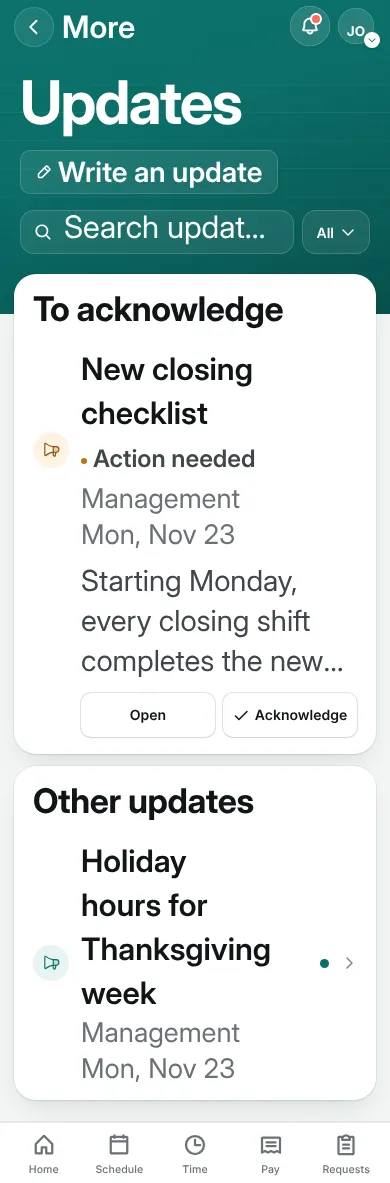 More
JO
Updates
Write an update
Search updat...
All
To acknowledge
New closing
checklist
Action needed
Management
Mon, Nov 23
Starting Monday,
every closing shift
completes the new...
Open
Acknowledge
Other updates
Holiday
hours for
Thanksgiving
week
Management
Mon, Nov 23
Home
Schedule
Time
Pay
Requests